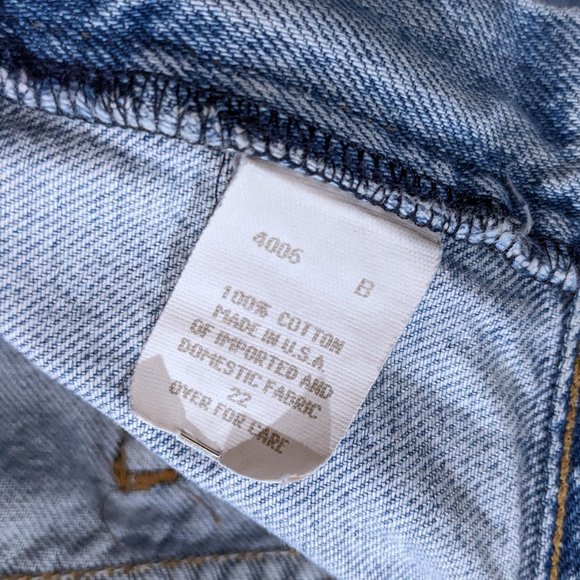 4006
B
100% COTTON
MADE IN U.S.A
OF IMPORTED AND
DOMESTIC FABRIC
22
OVER FOR CARE